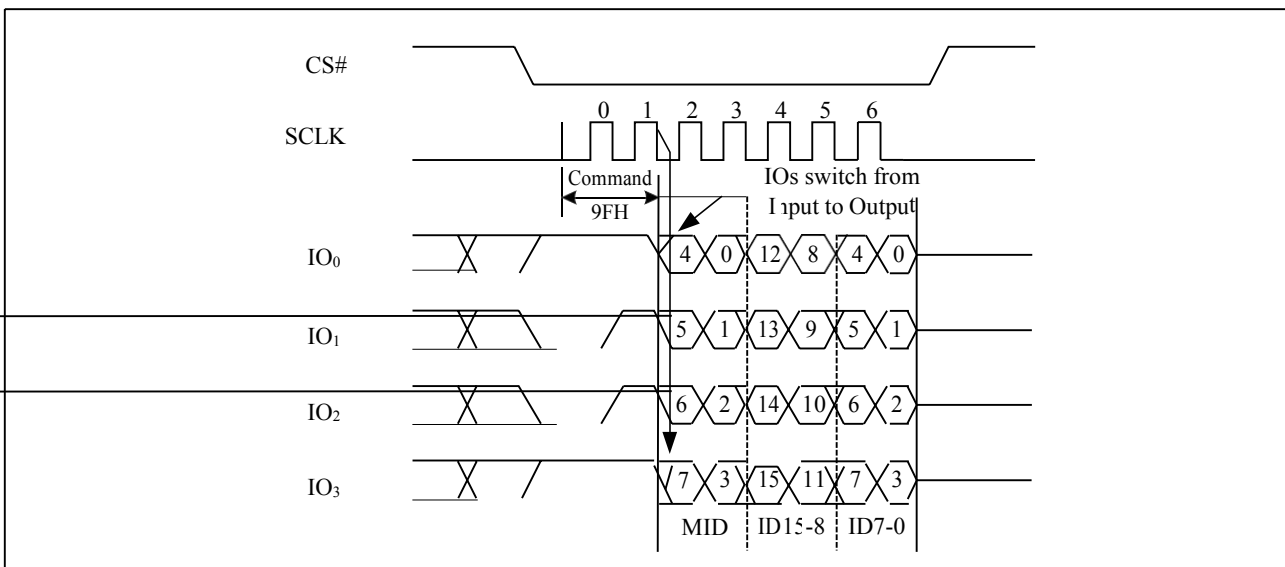 CS#
0 1 2 3 4 5 6
SCLK
Command
9FH
IOs switch from
Input to Output
IO0 4 0 12 8 4 0
IO1 5 1 13 9 5 1
IO2 6 2 14 10 6 2
IO3 7 3 15 11 7 3
MID ID15-8 ID7-0